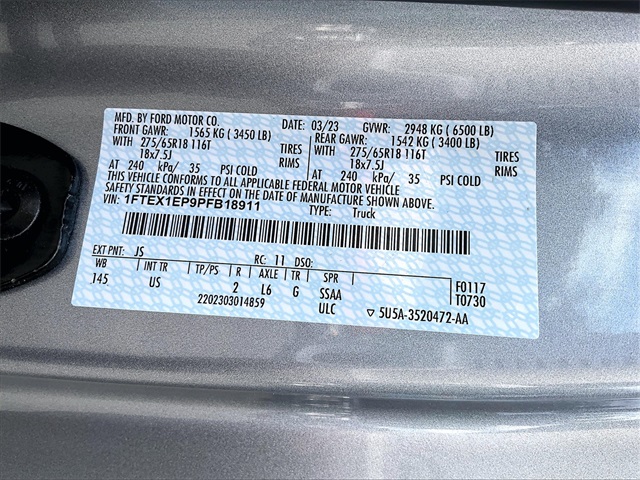 MFD. BY FORD MOTOR CO. DATE: 03/23 GVWR: 2948 KG ( 6500 LB)
FRONT GAWR: 1565 KG ( 3450 LB) REAR GAWR: 1542 KG ( 3400 LB)
WITH 275/65R18 116T TIRES WITH 275/65R18 116T TIRES
18x7.5J RIMS 18x7.5J RIMS
AT 240 kPa/ 35 PSI COLD AT 240 kPa/ 35 PSI COLD
THIS VEHICLE CONFORMS TO ALL APPLICABLE FEDERAL MOTOR VEHICLE
SAFETY STANDARDS IN EFFECT ON THE DATE OF MANUFACTURE SHOWN ABOVE.
VIN: 1FTEX1EP9PFB18911 TYPE: Truck
EXT PNT: JS RC: 11 DSO:
WB INT TR TP/PS R AXLE TR SPR F0117
145 US 2 L6 G SSAA T0730
2202303014859 ULC ▽ 5U5A-3520472-AA